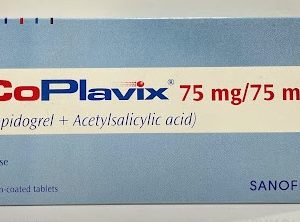 CoPlavix® 75 mg/75 m
pidogrel + Acetylsalicylic acid)
se
n-coated tablets
SANOF